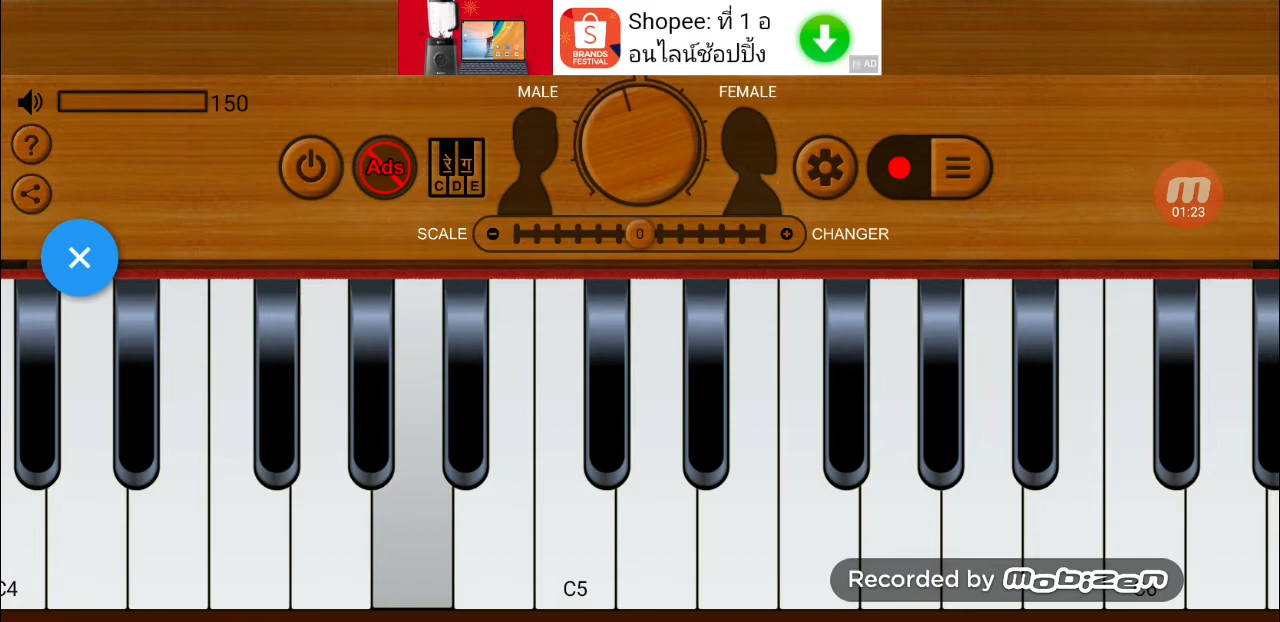 Shopee: ที่ 1 อ
อนไลน์ช้อปปิ้ง
S
BRANDS
FESTIVAL
AD
150
MALE
FEMALE
?
Ads
रे ग
C D E
01:23
SCALE
0
CHANGER
C4
C5
C6
Recorded by mobizen